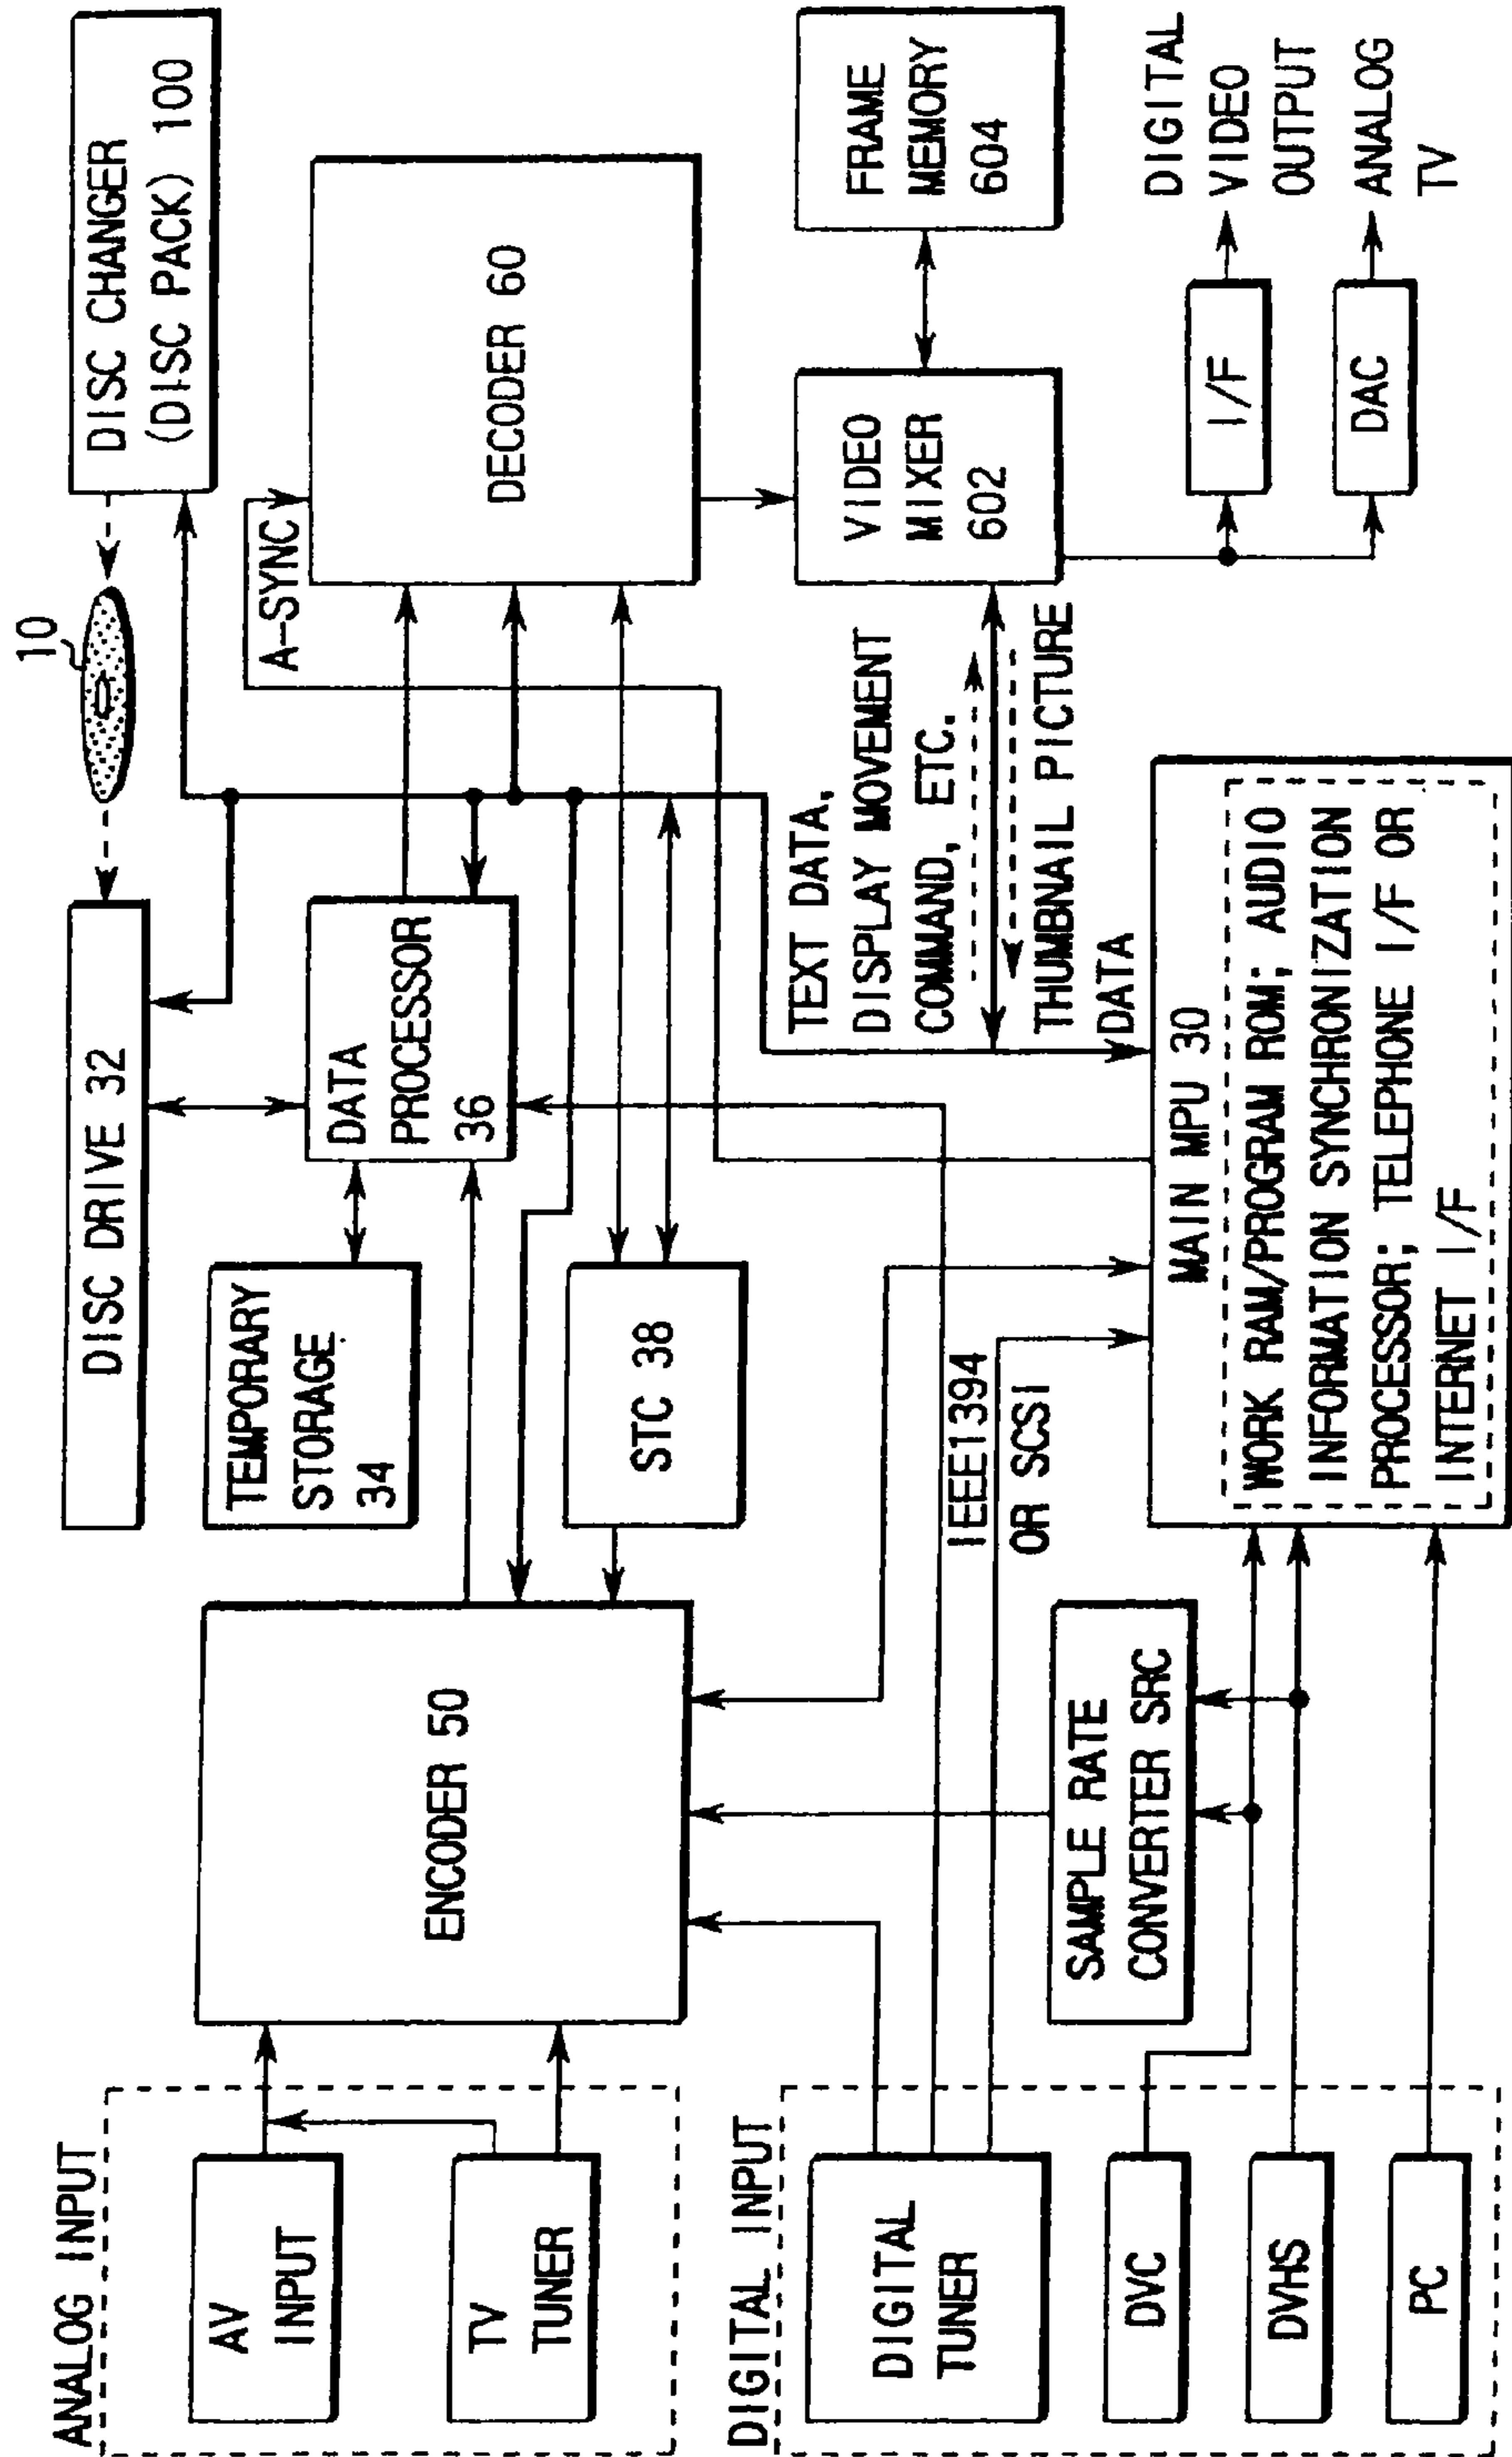 ANALOG INPUT
AV
INPUT
TV
TUNER
DIGITAL INPUT
DIGITAL
TUNER
DVC
DVHS
PC
ENCODER 50
SAMPLE RATE
CONVERTER SRC
DISC DRIVE 32
TEMPORARY
STORAGE
34
DATA
PROCESSOR
36
STC 38
IEEE1394
OR SCSI
MAIN MPU 30
WORK RAM/PROGRAM ROM; AUDIO
INFORMATION SYNCHRONIZATION
PROCESSOR; TELEPHONE I/F OR
INTERNET I/F
10
DISC CHANGER
(DISC PACK) 100
A-SYNC
DECODER 60
TEXT DATA,
DISPLAY MOVEMENT
COMMAND, ETC.
THUMBNAIL PICTURE
DATA
VIDEO
MIXER
602
FRAME
MEMORY
604
I/F
DAC
DIGITAL
VIDEO
OUTPUT
ANALOG
TV